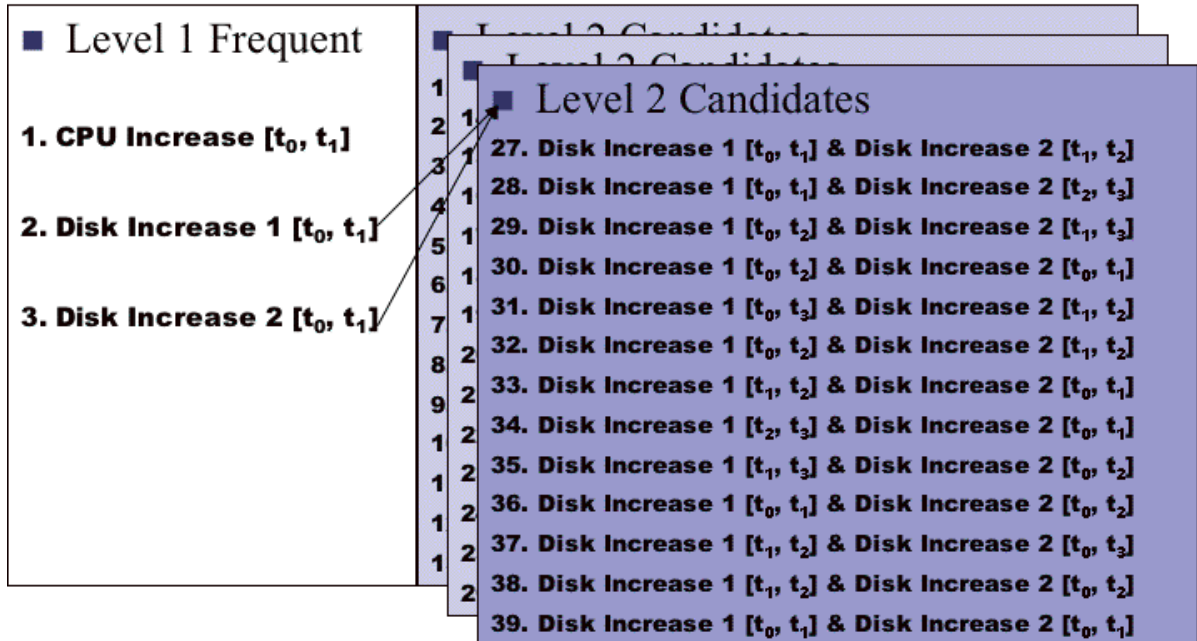 Level 1 Frequent
1. CPU Increase [t₀, t₁]
2. Disk Increase 1 [t₀, t₁]
3. Disk Increase 2 [t₀, t₁]
Level 2 Candidates
Level 2 Candidates
Level 2 Candidates
27. Disk Increase 1 [t₀, t₁] & Disk Increase 2 [t₁, t₂]
28. Disk Increase 1 [t₀, t₁] & Disk Increase 2 [t₂, t₃]
29. Disk Increase 1 [t₀, t₂] & Disk Increase 2 [t₁, t₃]
30. Disk Increase 1 [t₀, t₂] & Disk Increase 2 [t₀, t₁]
31. Disk Increase 1 [t₀, t₃] & Disk Increase 2 [t₁, t₂]
32. Disk Increase 1 [t₀, t₂] & Disk Increase 2 [t₁, t₂]
33. Disk Increase 1 [t₁, t₂] & Disk Increase 2 [t₀, t₁]
34. Disk Increase 1 [t₂, t₃] & Disk Increase 2 [t₀, t₁]
35. Disk Increase 1 [t₁, t₃] & Disk Increase 2 [t₀, t₂]
36. Disk Increase 1 [t₀, t₁] & Disk Increase 2 [t₀, t₂]
37. Disk Increase 1 [t₁, t₂] & Disk Increase 2 [t₀, t₃]
38. Disk Increase 1 [t₁, t₂] & Disk Increase 2 [t₀, t₂]
39. Disk Increase 1 [t₀, t₁] & Disk Increase 2 [t₀, t₁]